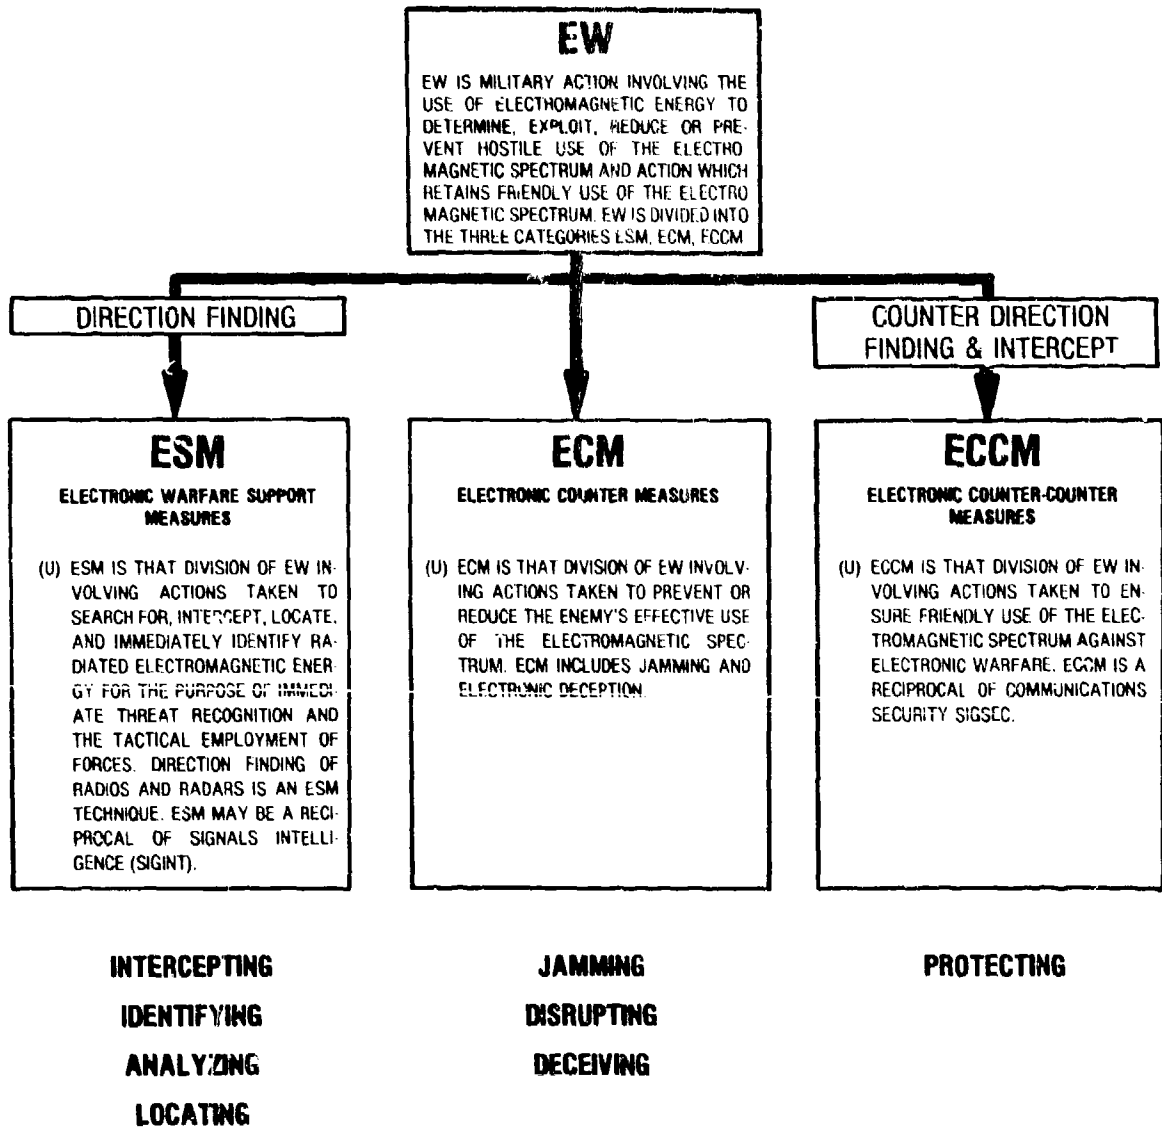 EW
EW IS MILITARY ACTION INVOLVING THE
USE OF ELECTROMAGNETIC ENERGY TO
DETERMINE, EXPLOIT, REDUCE OR PRE-
VENT HOSTILE USE OF THE ELECTRO
MAGNETIC SPECTRUM AND ACTION WHICH
RETAINS FRIENDLY USE OF THE ELECTRO
MAGNETIC SPECTRUM. EW IS DIVIDED INTO
THE THREE CATEGORIES ESM, ECM, ECCM
DIRECTION FINDING
COUNTER DIRECTION
FINDING & INTERCEPT
ESM
ELECTRONIC WARFARE SUPPORT
MEASURES
(U) ESM IS THAT DIVISION OF EW IN-
VOLVING ACTIONS TAKEN TO
SEARCH FOR, INTERCEPT, LOCATE,
AND IMMEDIATELY IDENTIFY RA-
DIATED ELECTROMAGNETIC ENER-
GY FOR THE PURPOSE OF IMMEDI-
ATE THREAT RECOGNITION AND
THE TACTICAL EMPLOYMENT OF
FORCES. DIRECTION FINDING OF
RADIOS AND RADARS IS AN ESM
TECHNIQUE. ESM MAY BE A RECI-
PROCAL OF SIGNALS INTELLI-
GENCE (SIGINT).
ECM
ELECTRONIC COUNTER MEASURES
(U) ECM IS THAT DIVISION OF EW INVOLV-
ING ACTIONS TAKEN TO PREVENT OR
REDUCE THE ENEMY'S EFFECTIVE USE
OF THE ELECTROMAGNETIC SPEC-
TRUM. ECM INCLUDES JAMMING AND
ELECTRONIC DECEPTION.
ECCM
ELECTRONIC COUNTER-COUNTER
MEASURES
(U) ECCM IS THAT DIVISION OF EW IN-
VOLVING ACTIONS TAKEN TO EN-
SURE FRIENDLY USE OF THE ELEC-
TROMAGNETIC SPECTRUM AGAINST
ELECTRONIC WARFARE. ECCM IS A
RECIPROCAL OF COMMUNICATIONS
SECURITY SIGSEC.
INTERCEPTING
IDENTIFYING
ANALYZING
LOCATING
JAMMING
DISRUPTING
DECEIVING
PROTECTING